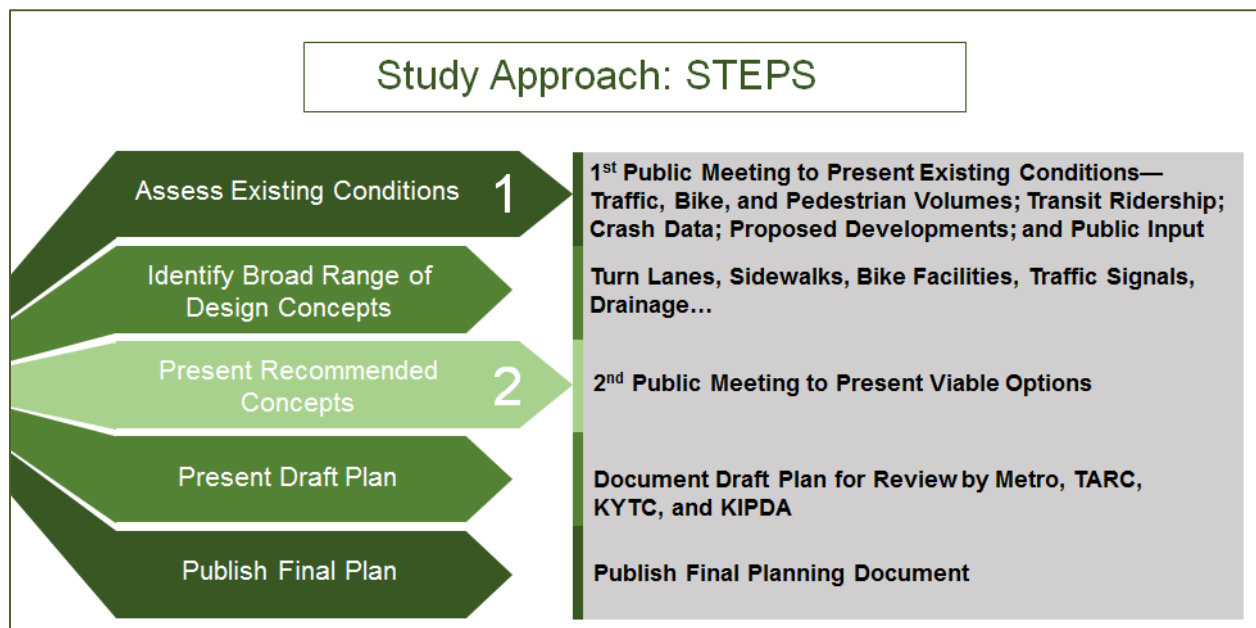 Study Approach: STEPS
Assess Existing Conditions 1
1st Public Meeting to Present Existing Conditions—
Traffic, Bike, and Pedestrian Volumes; Transit Ridership;
Crash Data; Proposed Developments; and Public Input
Identify Broad Range of
Design Concepts
Turn Lanes, Sidewalks, Bike Facilities, Traffic Signals,
Drainage...
Present Recommended
Concepts 2
2nd Public Meeting to Present Viable Options
Present Draft Plan
Document Draft Plan for Review by Metro, TARC,
KYTC, and KIPDA
Publish Final Plan
Publish Final Planning Document